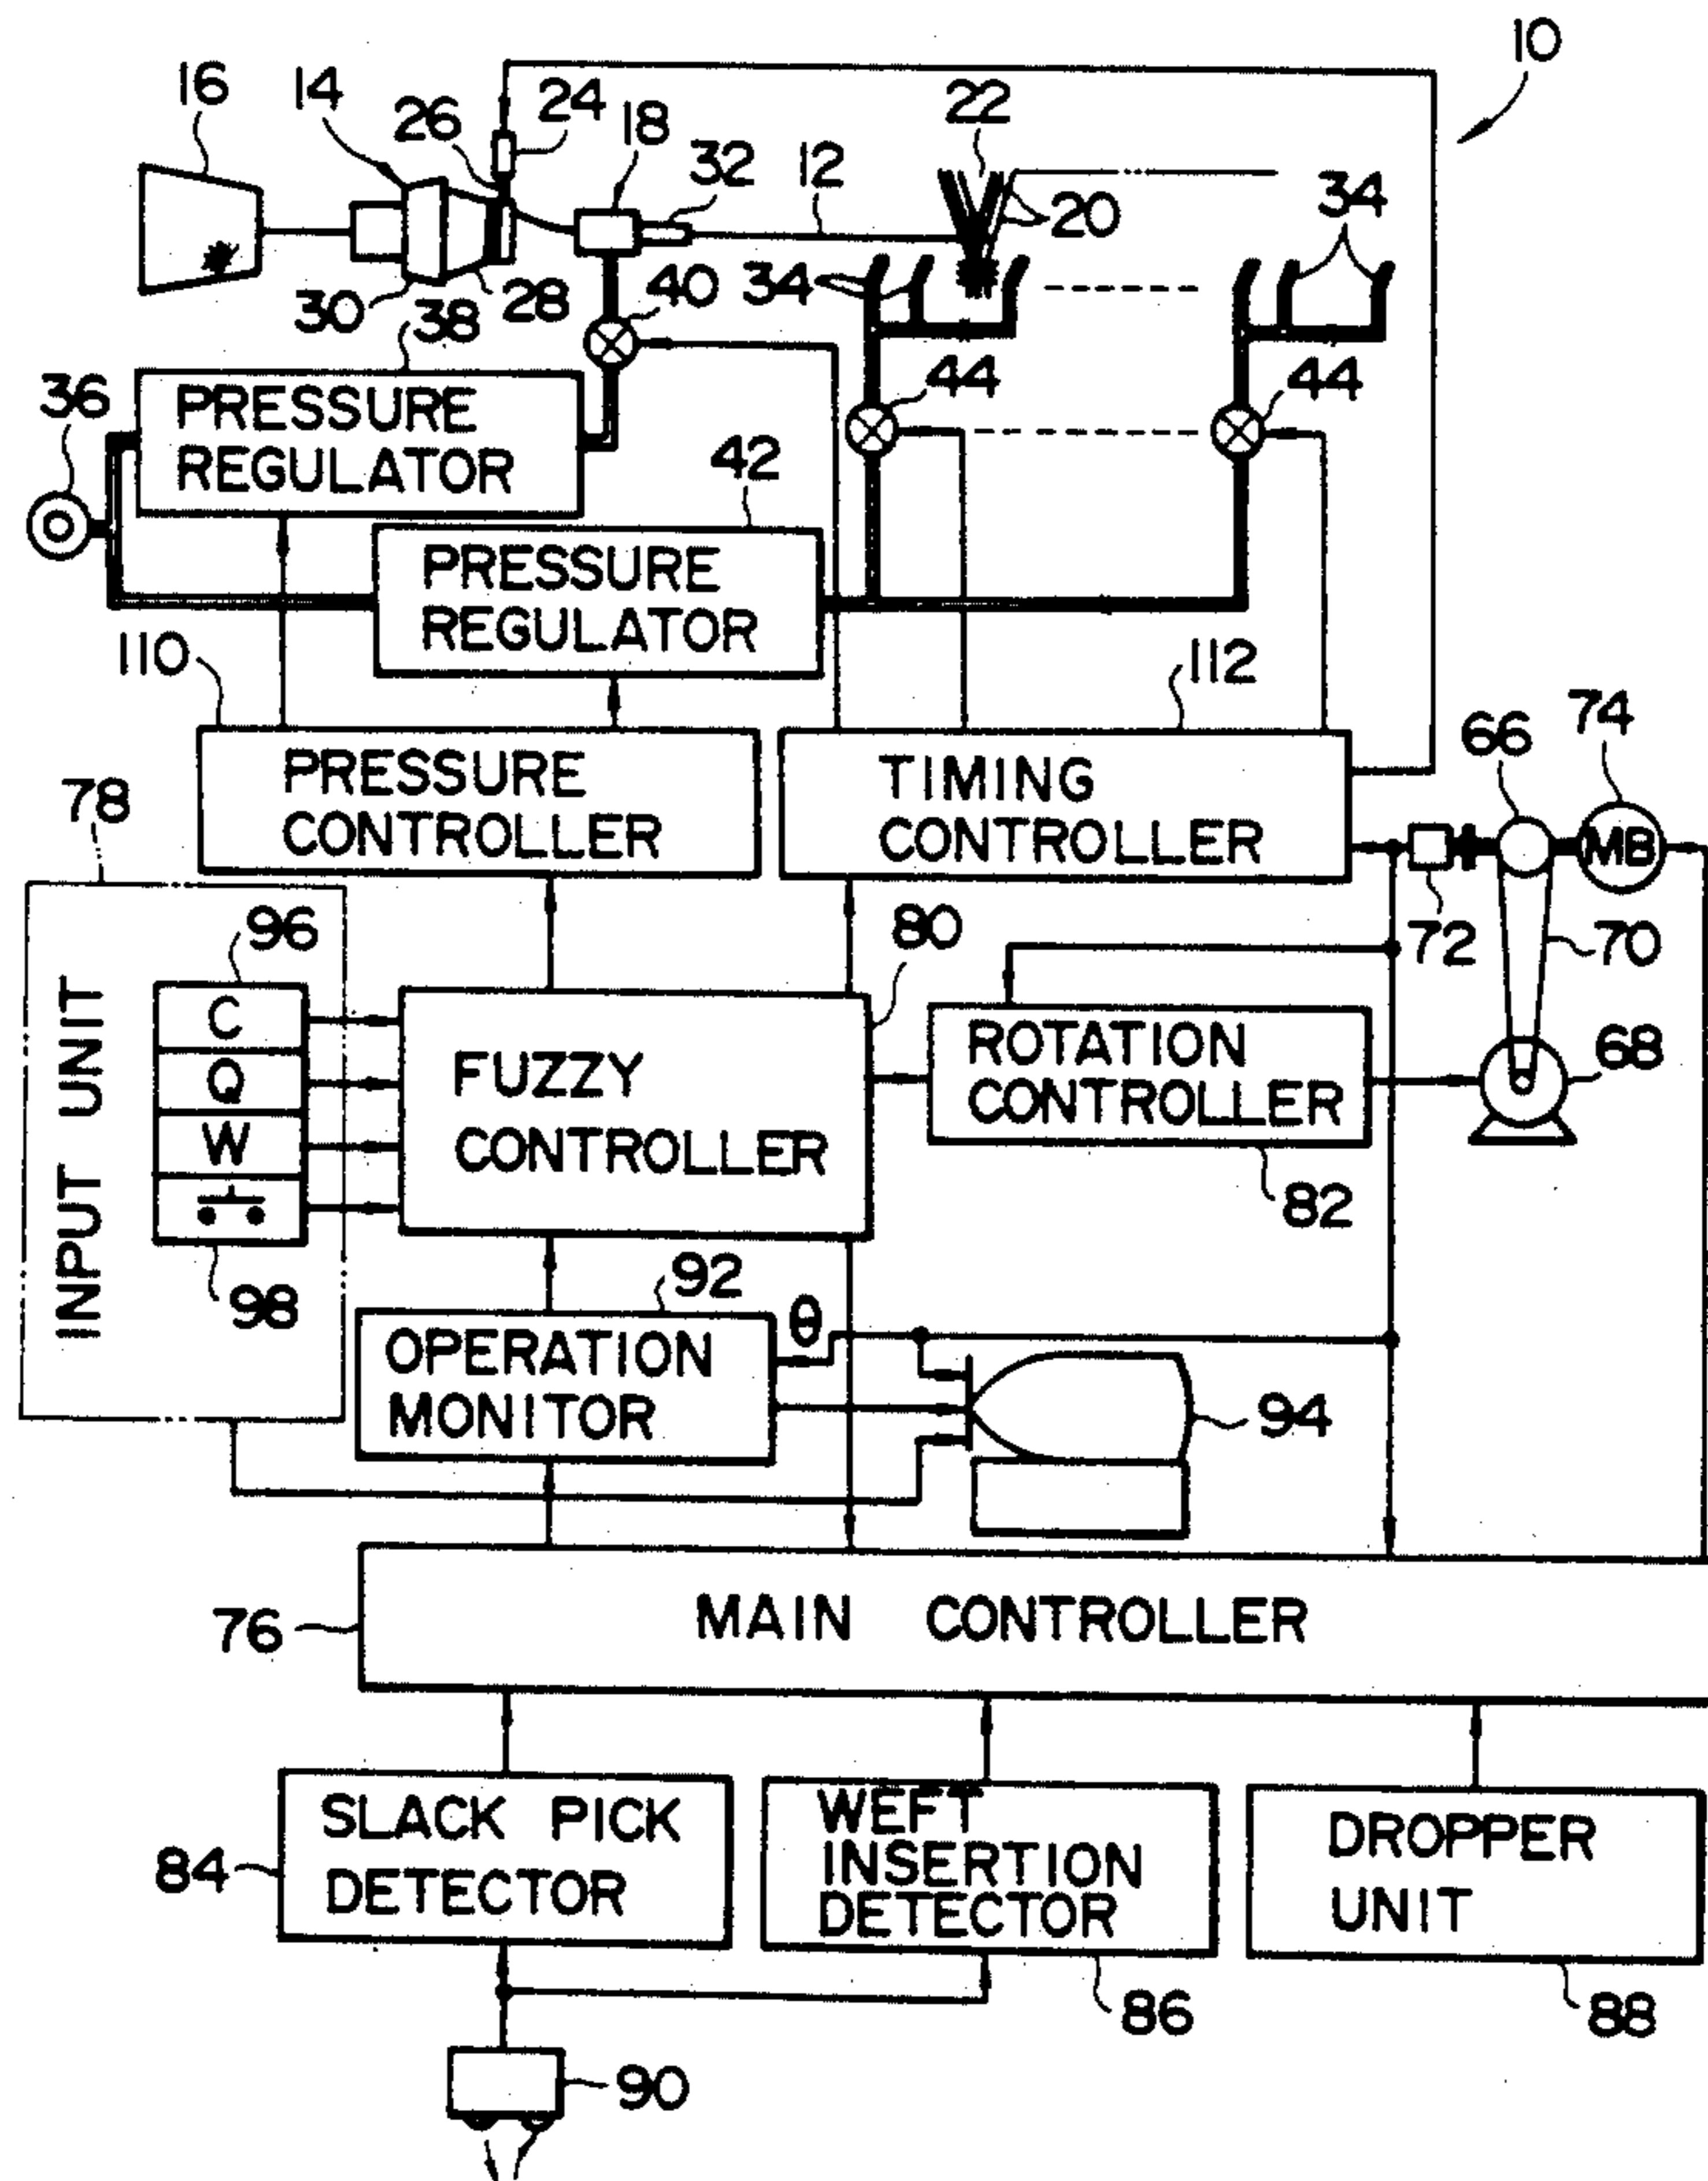 10
16
14
26
24
18
32
12
22
20
34
34
30
28
38
40
36
PRESSURE
REGULATOR
44
44
42
PRESSURE
REGULATOR
110
112
PRESSURE
CONTROLLER
TIMING
CONTROLLER
66
74
MB
78
72
70
96
80
INPUT UNIT
C
Q
W
98
FUZZY
CONTROLLER
ROTATION
CONTROLLER
68
82
92
θ
OPERATION
MONITOR
94
76
MAIN CONTROLLER
SLACK PICK
DETECTOR
84
WEFT
INSERTION
DETECTOR
86
DROPPER
UNIT
88
90